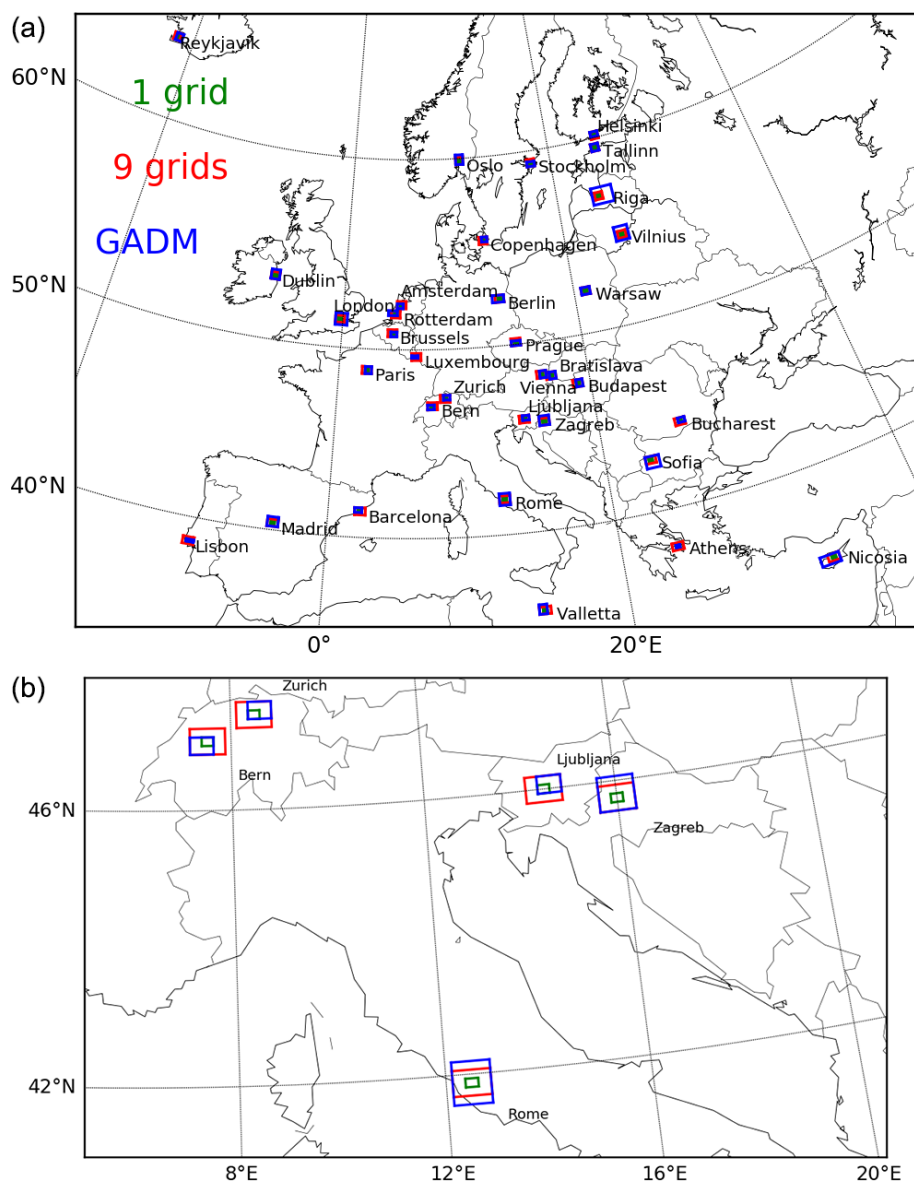 (a)
60°N
50°N
40°N
1 grid
9 grids
GADM
Reykjavik
Helsinki
Tallinn
Oslo
Stockholm
Riga
Vilnius
Copenhagen
Dublin
Amsterdam
London
Rotterdam
Berlin
Warsaw
Brussels
Prague
Luxembourg
Paris
Bratislava
Vienna
Budapest
Zurich
Bern
Ljubljana
Zagreb
Bucharest
Sofia
Rome
Barcelona
Madrid
Lisbon
Athens
Nicosia
Valletta
0°
20°E
(b)
Zurich
Bern
Ljubljana
46°N
Zagreb
42°N
Rome
8°E
12°E
16°E
20°E